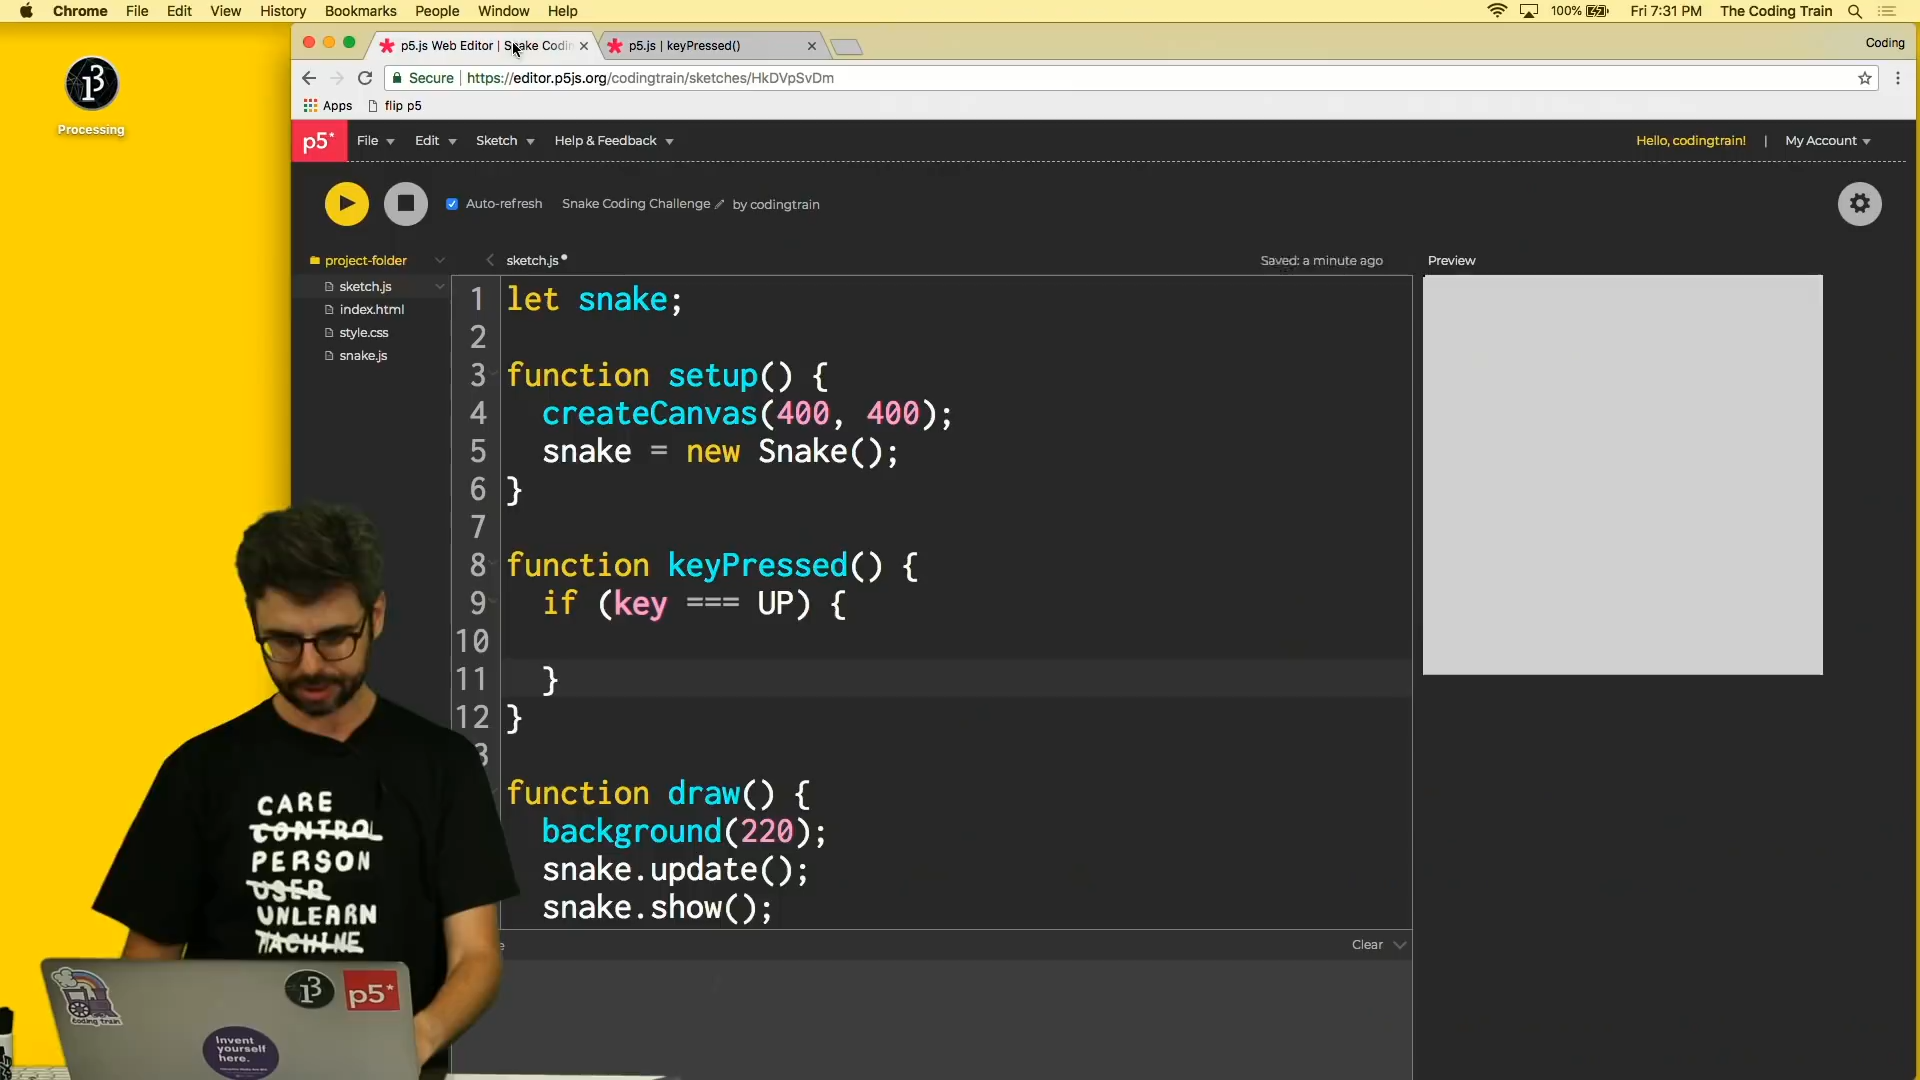 Chrome File Edit View History Bookmarks People Window Help 100% Fri 7:31 PM The Coding Train
p5.js Web Editor | Snake Codin p5.js | keyPressed() Coding
Secure https://editor.p5js.org/codingtrain/sketches/HkDVpSvDm
Apps flip p5
Processing
p5* File Edit Sketch Help & Feedback Hello, codingtrain! | My Account
Auto-refresh Snake Coding Challenge by codingtrain
project-folder sketch.js Saved: a minute ago Preview
sketch.js
index.html
style.css
snake.js
1 let snake;
2
3 function setup() {
4 createCanvas(400, 400);
5 snake = new Snake();
6 }
7
8 function keyPressed() {
9 if (key === UP) {
10
11 }
12 }
3
function draw() {
background(220);
snake.update();
snake.show();
Clear
CARE
CONTROL
PERSON
USER
UNLEARN
MACHINE
coding train
p5*
Invent
yourself
here.